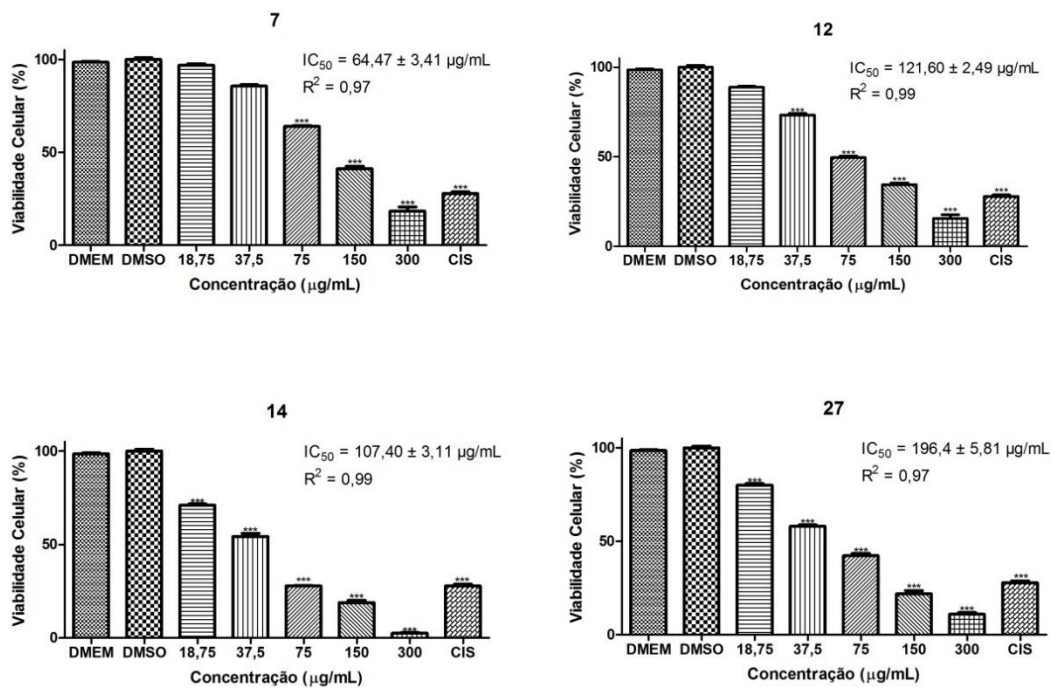 7
IC50 = 64,47 ± 3,41 µg/mL
R2 = 0,97
Viabilidade Celular (%)
100
50
0
***
***
***
***
DMEM DMSO 18,75 37,5 75 150 300 CIS
Concentração (µg/mL)
12
IC50 = 121,60 ± 2,49 µg/mL
R2 = 0,99
Viabilidade Celular (%)
100
50
0
***
***
***
***
***
DMEM DMSO 18,75 37,5 75 150 300 CIS
Concentração (µg/mL)
14
IC50 = 107,40 ± 3,11 µg/mL
R2 = 0,99
Viabilidade Celular (%)
100
50
0
***
***
***
***
***
***
DMEM DMSO 18,75 37,5 75 150 300 CIS
Concentração (µg/mL)
27
IC50 = 196,4 ± 5,81 µg/mL
R2 = 0,97
Viabilidade Celular (%)
100
50
0
***
***
***
***
***
***
DMEM DMSO 18,75 37,5 75 150 300 CIS
Concentração (µg/mL)